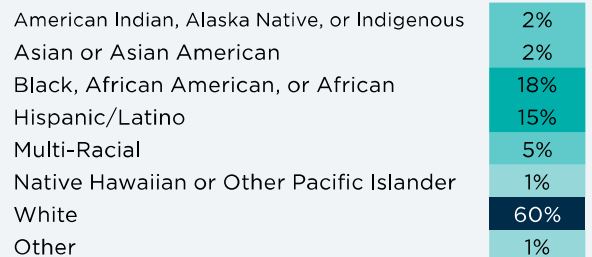 American Indian, Alaska Native, or Indigenous 2%
Asian or Asian American 2%
Black, African American, or African 18%
Hispanic/Latino 15%
Multi-Racial 5%
Native Hawaiian or Other Pacific Islander 1%
White 60%
Other 1%